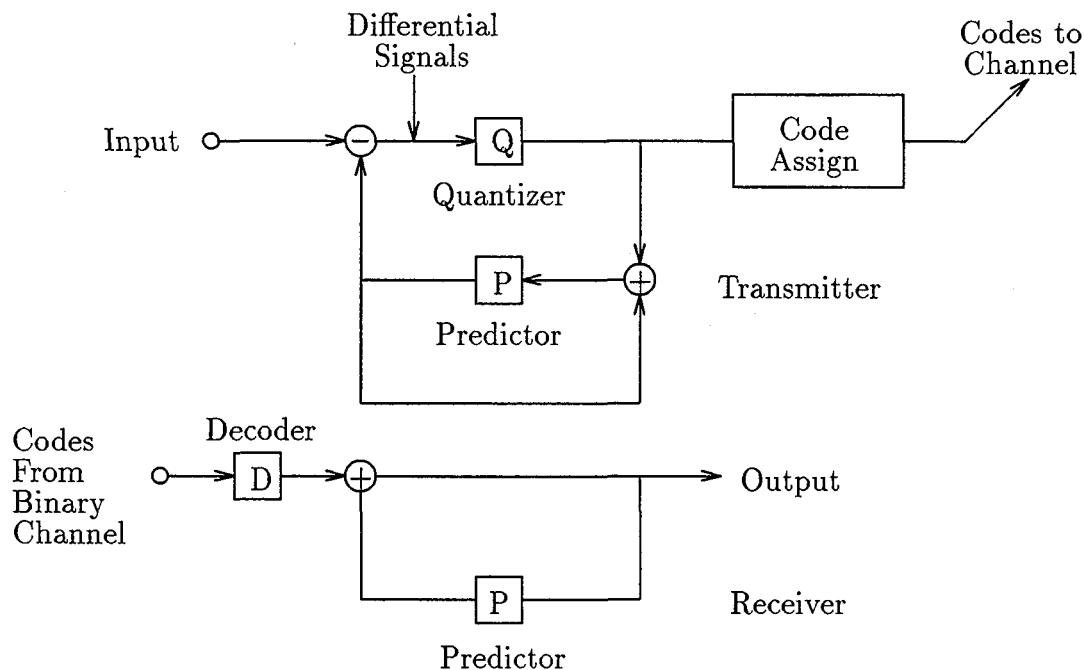 Differential
Signals
Codes to
Channel
Input
−
Q
Code
Assign
Quantizer
P
+
Transmitter
Predictor
Decoder
Codes
From
Binary
Channel
D
+
Output
P
Receiver
Predictor